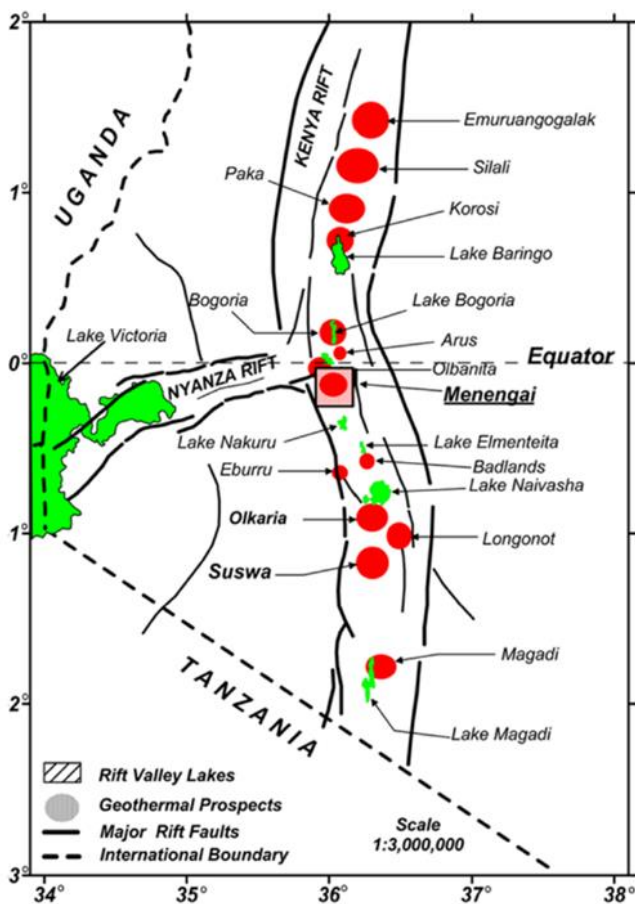 2°
UGANDA
KENYA RIFT
Emuruangogalak
Silali
1°
Paka
Korosi
Lake Baringo
Bogoria
Lake Bogoria
Lake Victoria
Arus
0°
Equator
NYANZA RIFT
Olbanita
Menengai
Lake Nakuru
Lake Elmenteita
Eburru
Badlands
Lake Naivasha
Olkaria
1°
Longonot
Suswa
TANZANIA
Magadi
2°
Lake Magadi
Rift Valley Lakes
Geothermal Prospects
Major Rift Faults
Scale
1:3,000,000
International Boundary
3°
34° 35° 36° 37° 38°